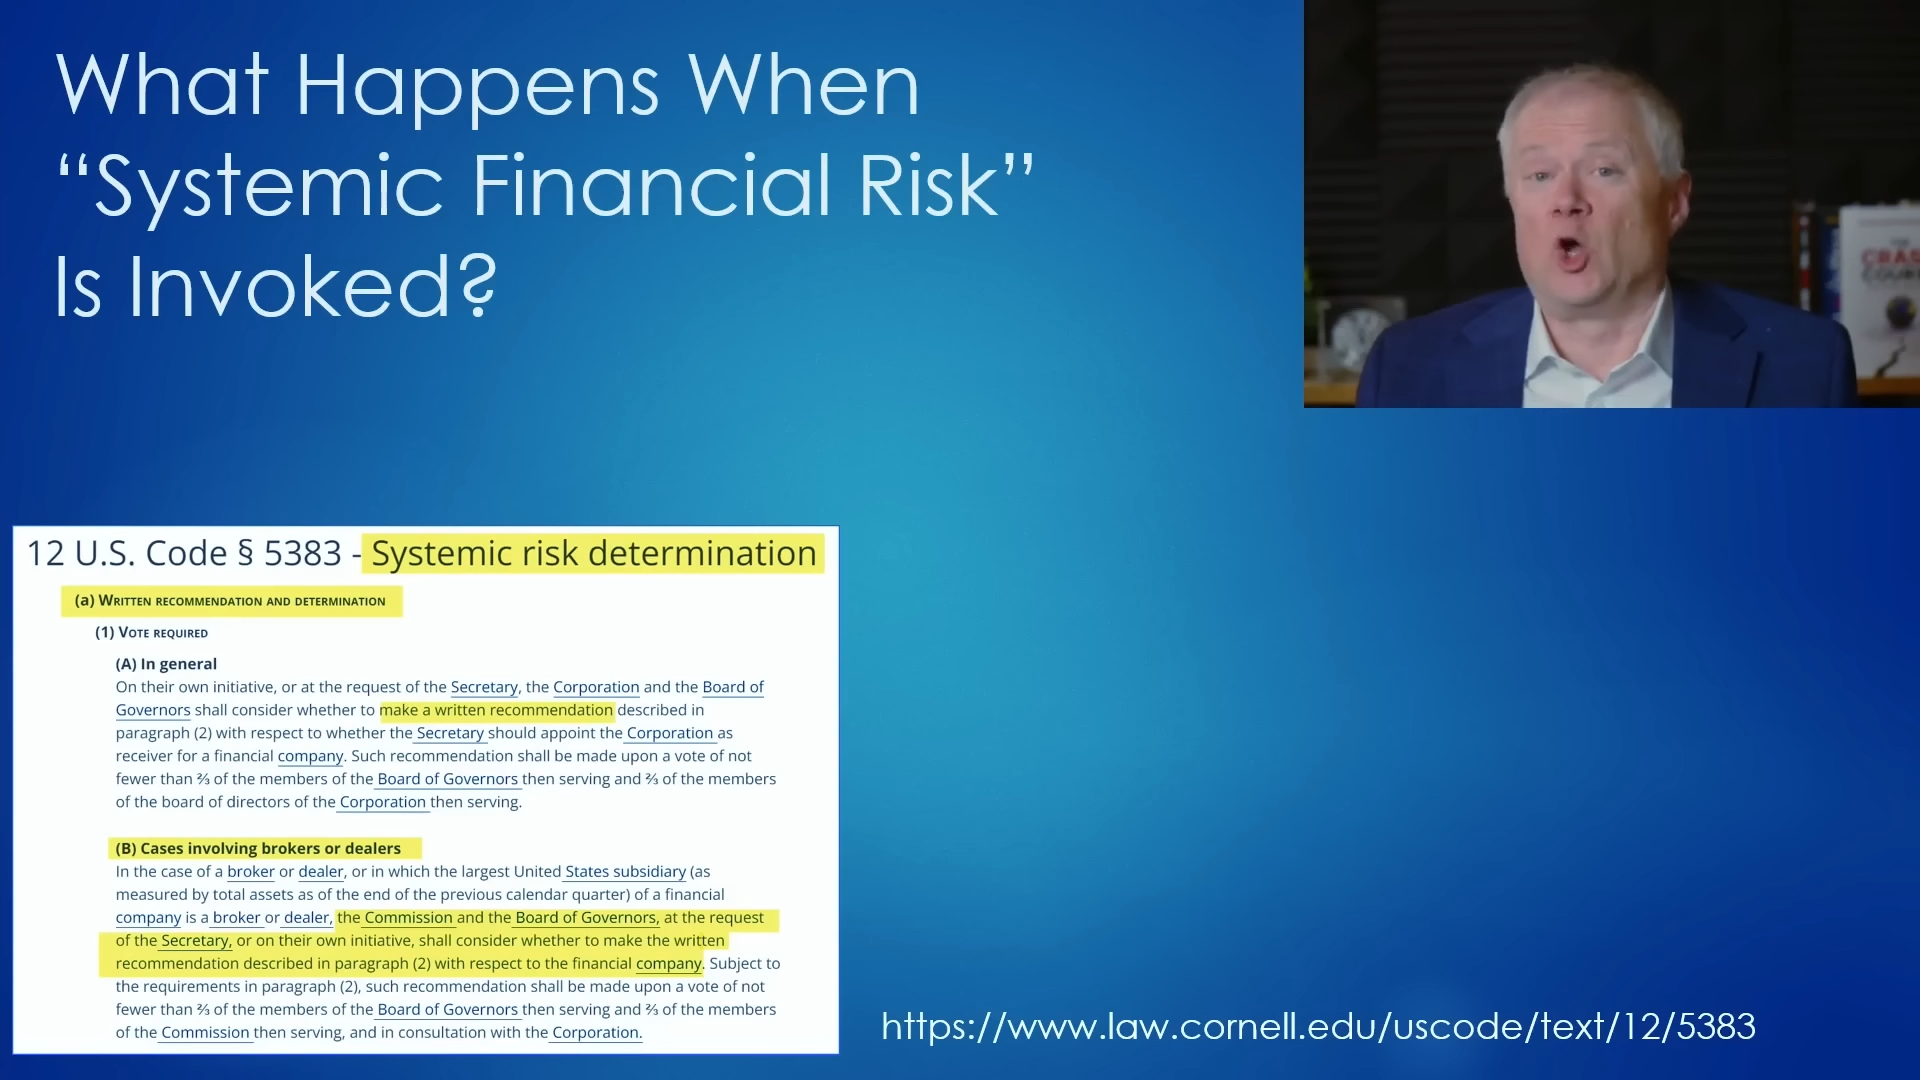 What Happens When
“Systemic Financial Risk”
Is Invoked?
12 U.S. Code § 5383 - Systemic risk determination
(a) Written recommendation and determination
(1) Vote required
(A) In general
On their own initiative, or at the request of the Secretary, the Corporation and the Board of
Governors shall consider whether to make a written recommendation described in
paragraph (2) with respect to whether the Secretary should appoint the Corporation as
receiver for a financial company. Such recommendation shall be made upon a vote of not
fewer than ⅔ of the members of the Board of Governors then serving and ⅔ of the members
of the board of directors of the Corporation then serving.
(B) Cases involving brokers or dealers
In the case of a broker or dealer, or in which the largest United States subsidiary (as
measured by total assets as of the end of the previous calendar quarter) of a financial
company is a broker or dealer, the Commission and the Board of Governors, at the request
of the Secretary, or on their own initiative, shall consider whether to make the written
recommendation described in paragraph (2) with respect to the financial company. Subject to
the requirements in paragraph (2), such recommendation shall be made upon a vote of not
fewer than ⅔ of the members of the Board of Governors then serving and ⅔ of the members
of the Commission then serving, and in consultation with the Corporation.
https://www.law.cornell.edu/uscode/text/12/5383